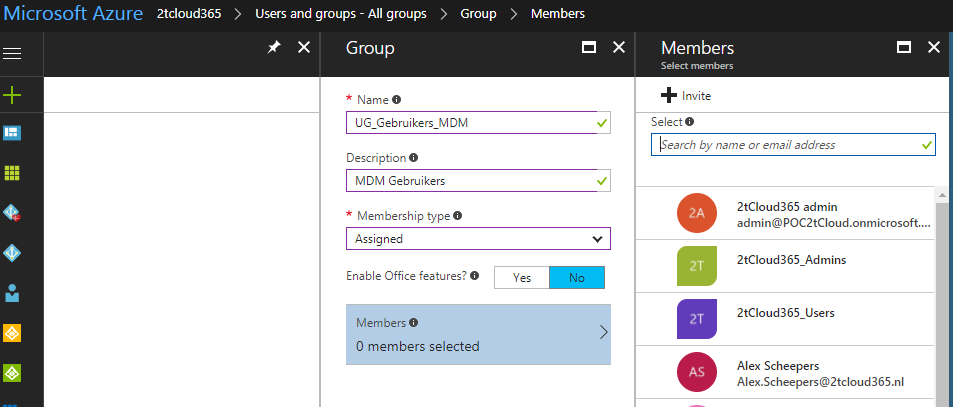 Microsoft Azure 2tcloud365 > Users and groups - All groups > Group > Members
Group
* Name
UG_Gebruikers_MDM
Description
MDM Gebruikers
* Membership type
Assigned
Enable Office features? Yes No
Members
0 members selected
Members
Select members
Invite
Select
Search by name or email address
2A
2tCloud365 admin
admin@POC2tCloud.onmicrosoft....
2T
2tCloud365_Admins
2T
2tCloud365_Users
AS
Alex Scheepers
Alex.Scheepers@2tcloud365.nl